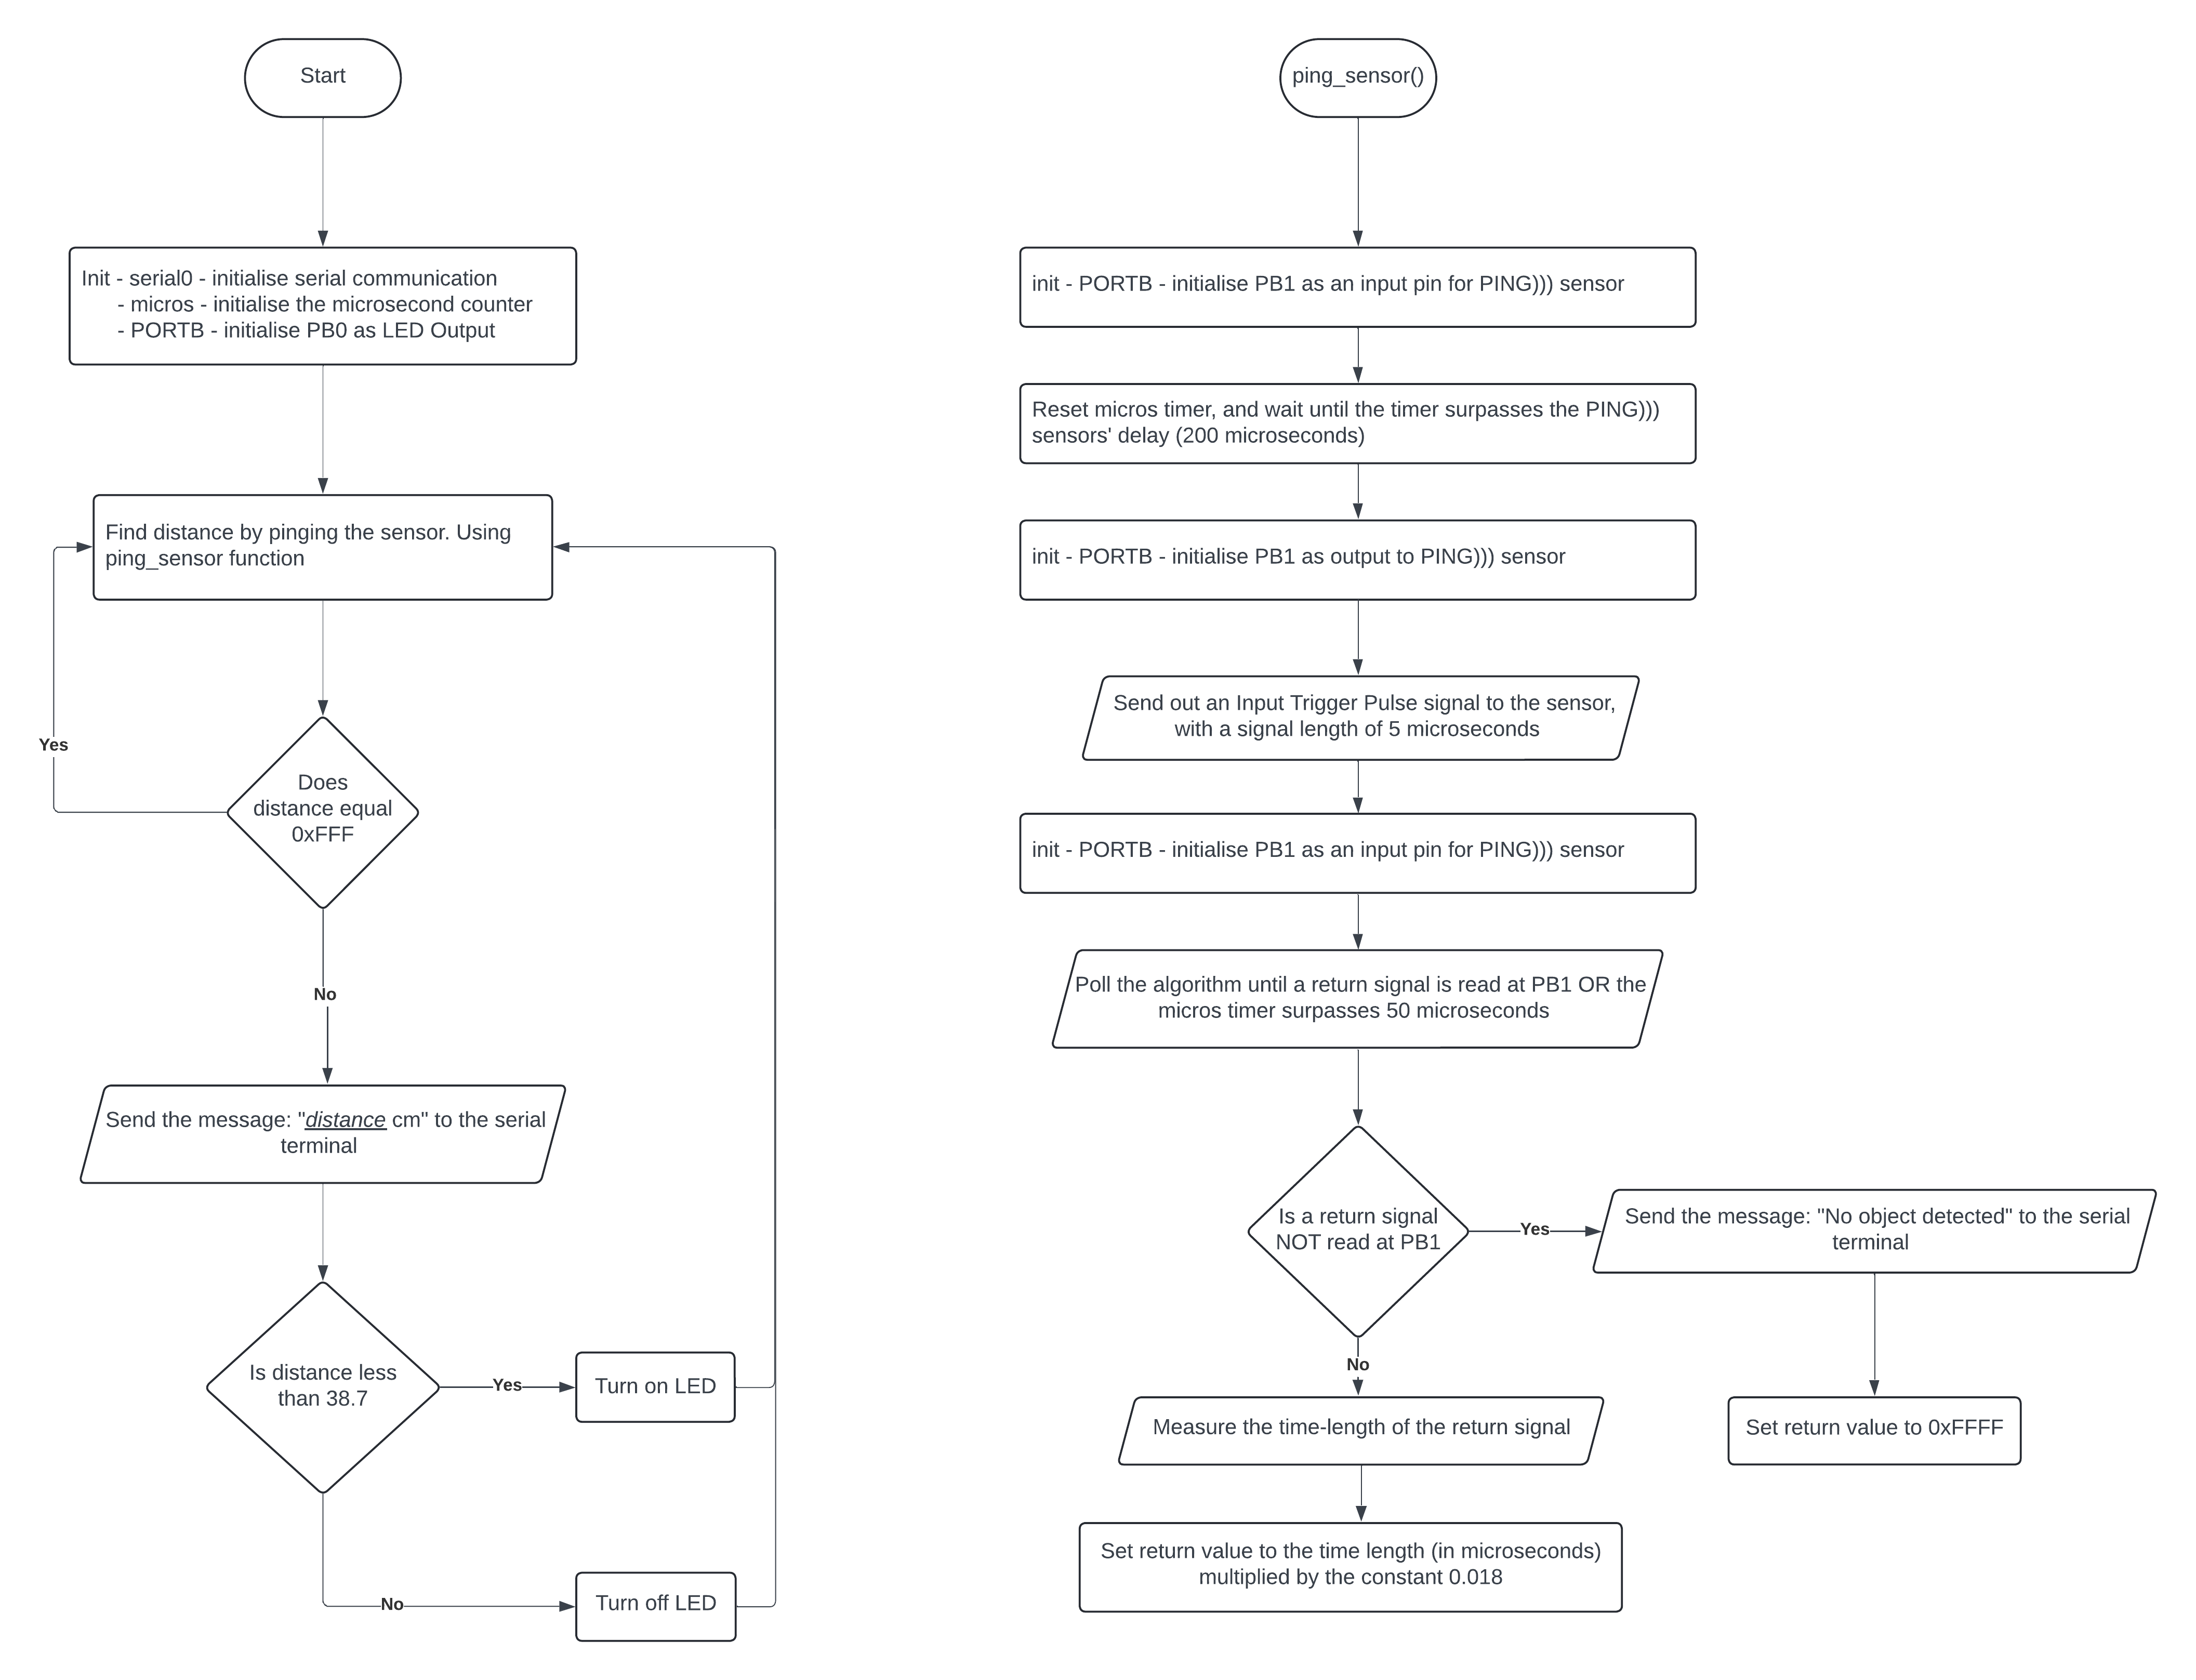 Start
Init - serial0 - initialise serial communication
- micros - initialise the microsecond counter
- PORTB - initialise PB0 as LED Output
Find distance by pinging the sensor. Using
ping_sensor function
Yes
Does
distance equal
0xFFF
No
Send the message: "distance cm" to the serial
terminal
Is distance less
than 38.7
Yes
Turn on LED
No
Turn off LED
ping_sensor()
init - PORTB - initialise PB1 as an input pin for PING))) sensor
Reset micros timer, and wait until the timer surpasses the PING)))
sensors' delay (200 microseconds)
init - PORTB - initialise PB1 as output to PING))) sensor
Send out an Input Trigger Pulse signal to the sensor,
with a signal length of 5 microseconds
init - PORTB - initialise PB1 as an input pin for PING))) sensor
Poll the algorithm until a return signal is read at PB1 OR the
micros timer surpasses 50 microseconds
Is a return signal
NOT read at PB1
Yes
Send the message: "No object detected" to the serial
terminal
Set return value to 0xFFFF
No
Measure the time-length of the return signal
Set return value to the time length (in microseconds)
multiplied by the constant 0.018